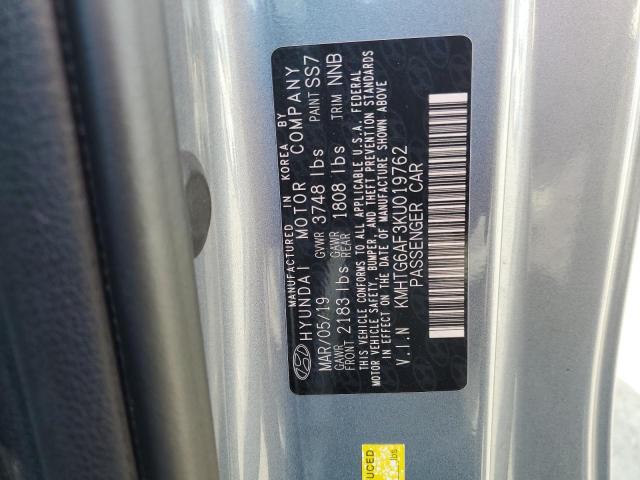 MANUFACTURED IN KOREA BY
HYUNDAI MOTOR COMPANY
MAR/05/19 GVWR 3748 lbs PAINT SS7
GAWR FRONT 2183 lbs GAWR REAR 1808 lbs TRIM NNB
THIS VEHICLE CONFORMS TO ALL APPLICABLE U.S.A. FEDERAL
MOTOR VEHICLE SAFETY, BUMPER, AND THEFT PREVENTION STANDARDS
IN EFFECT ON THE DATE OF MANUFACTURE SHOWN ABOVE
V.I.N KMHTG6AF3KU019762
PASSENGER CAR
UCED
lbs